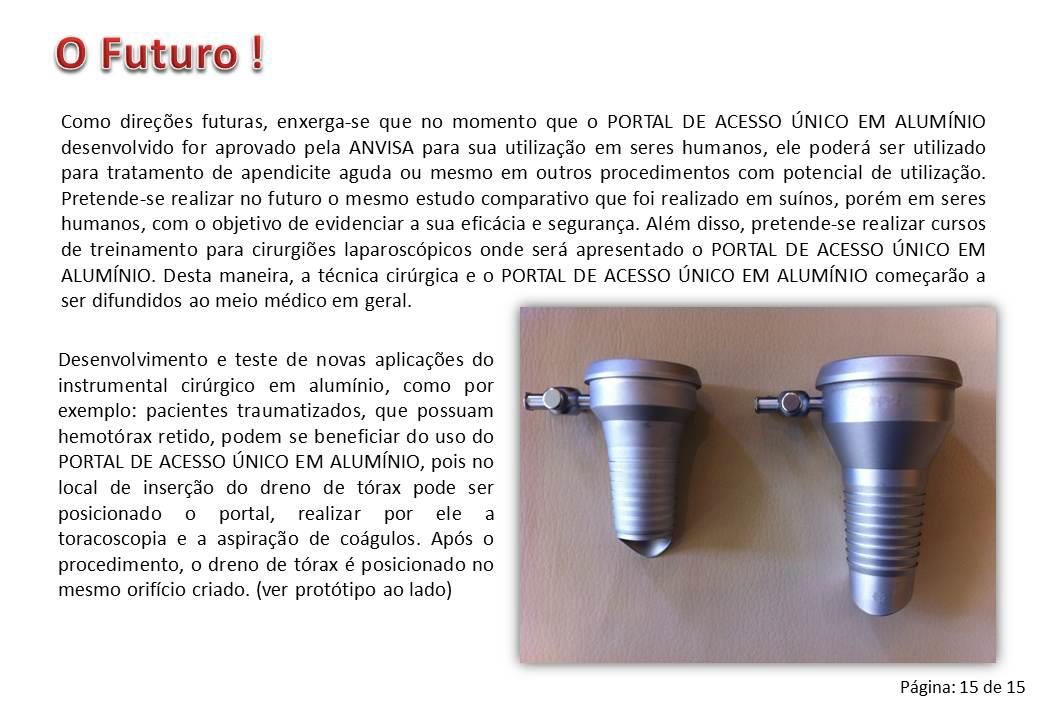 O Futuro !
Como direções futuras, enxerga-se que no momento que o PORTAL DE ACESSO ÚNICO EM ALUMÍNIO
desenvolvido for aprovado pela ANVISA para sua utilização em seres humanos, ele poderá ser utilizado
para tratamento de apendicite aguda ou mesmo em outros procedimentos com potencial de utilização.
Pretende-se realizar no futuro o mesmo estudo comparativo que foi realizado em suínos, porém em seres
humanos, com o objetivo de evidenciar a sua eficácia e segurança. Além disso, pretende-se realizar cursos
de treinamento para cirurgiões laparoscópicos onde será apresentado o PORTAL DE ACESSO ÚNICO EM
ALUMÍNIO. Desta maneira, a técnica cirúrgica e o PORTAL DE ACESSO ÚNICO EM ALUMÍNIO começarão a
ser difundidos ao meio médico em geral.
Desenvolvimento e teste de novas aplicações do
instrumental cirúrgico em alumínio, como por
exemplo: pacientes traumatizados, que possuam
hemotórax retido, podem se beneficiar do uso do
PORTAL DE ACESSO ÚNICO EM ALUMÍNIO, pois no
local de inserção do dreno de tórax pode ser
posicionado o portal, realizar por ele a
toracoscopia e a aspiração de coágulos. Após o
procedimento, o dreno de tórax é posicionado no
mesmo orifício criado. (ver protótipo ao lado)
Página: 15 de 15